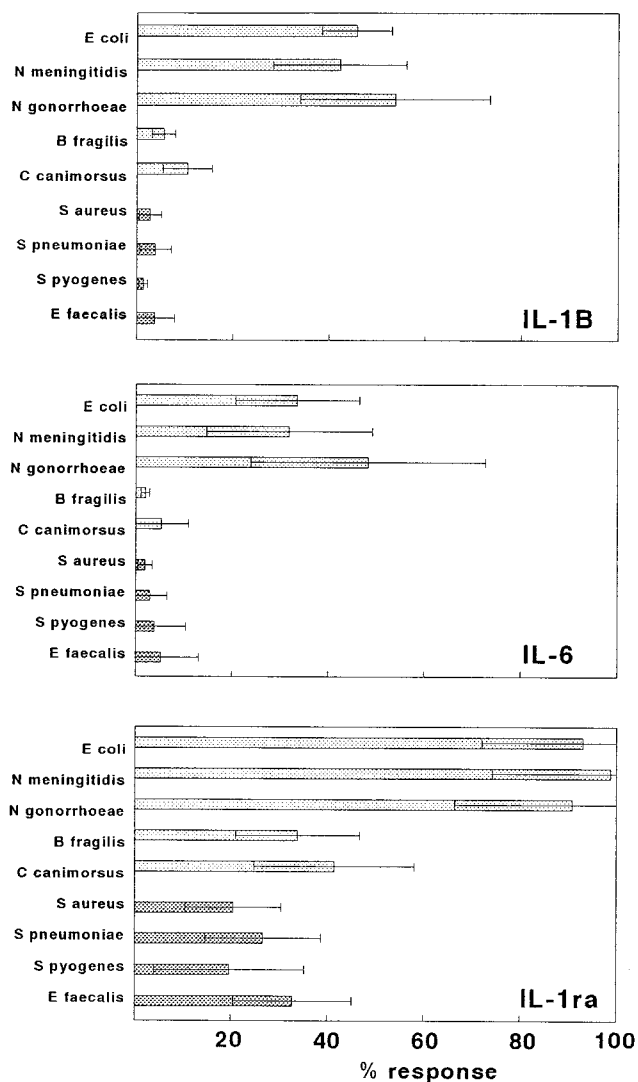 E coli
N meningitidis
N gonorrhoeae
B fragilis
C canimorsus
S aureus
S pneumoniae
S pyogenes
E faecalis
IL-1B
E coli
N meningitidis
N gonorrhoeae
B fragilis
C canimorsus
S aureus
S pneumoniae
S pyogenes
E faecalis
IL-6
E coli
N meningitidis
N gonorrhoeae
B fragilis
C canimorsus
S aureus
S pneumoniae
S pyogenes
E faecalis
IL-1ra
20 40 60 80 100
% response